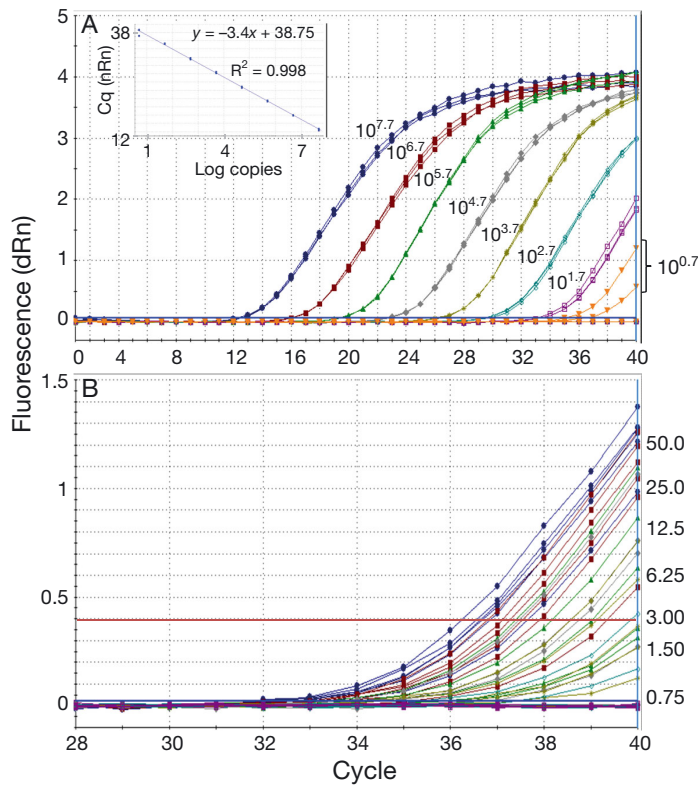 A
5
4
3
2
1
0
38
12
Cq (nRn)
y = –3.4x + 38.75
R² = 0.998
1 4 7
Log copies
10^7.7
10^6.7
10^5.7
10^4.7
10^3.7
10^2.7
10^1.7
10^0.7
0 4 8 12 16 20 24 28 32 36 40
Fluorescence (dRn)
B
1.5
1
0.5
0
50.0
25.0
12.5
6.25
3.00
1.50
0.75
28 30 32 34 36 38 40
Cycle